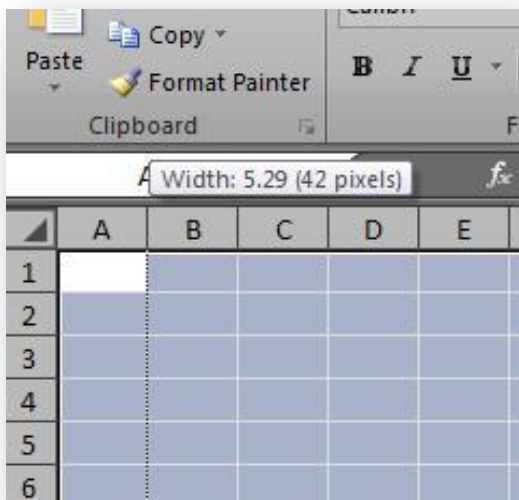 Copy
Paste
Format Painter
B I U
Clipboard
F
A
Width: 5.29 (42 pixels)
fx
A B C D E
1
2
3
4
5
6